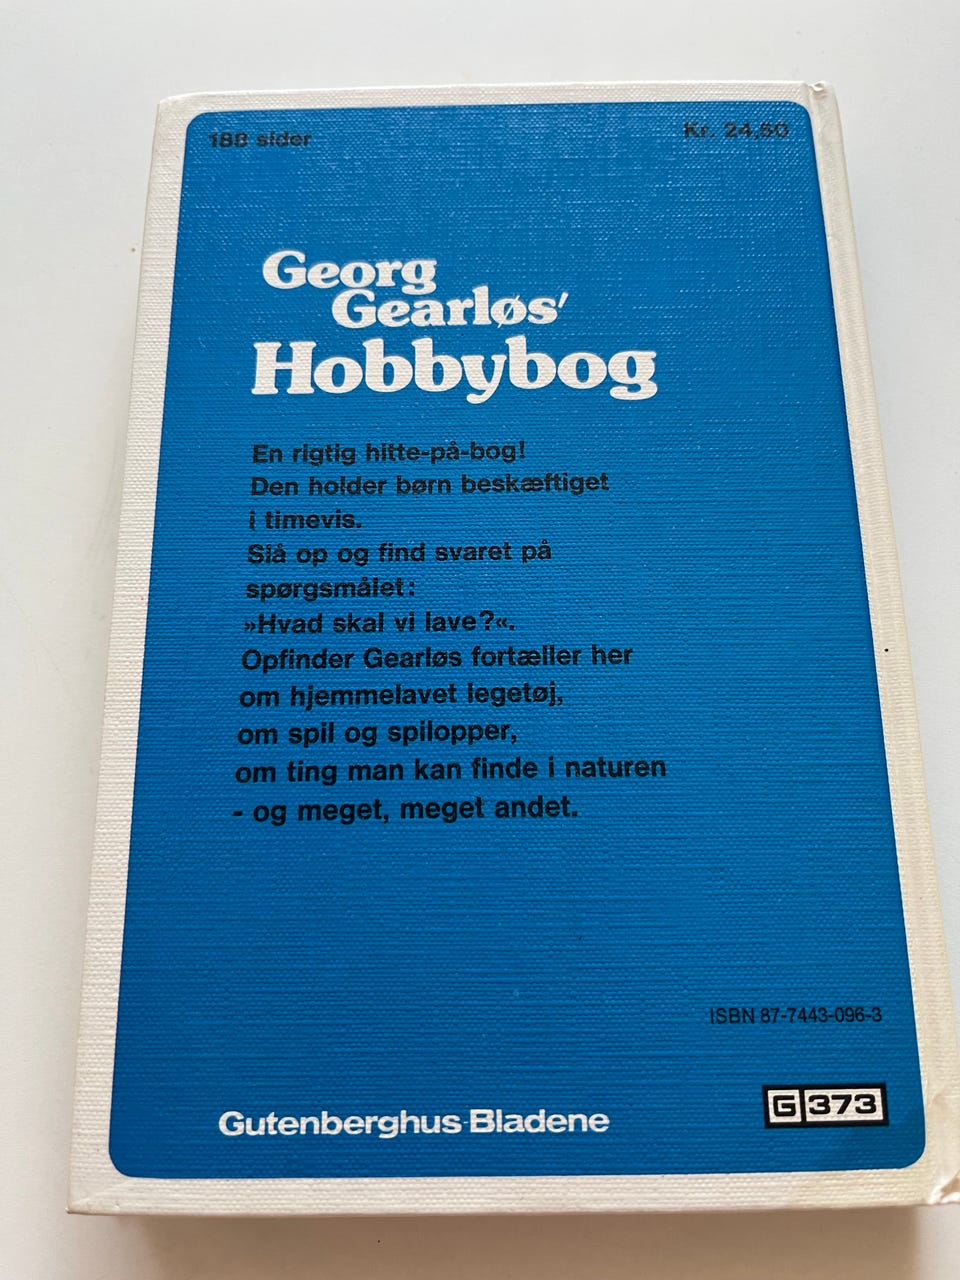 188 sider
Kr. 24,50
Georg
Gearløs'
Hobbybog
En rigtig hitte-på-bog!
Den holder børn beskæftiget
i timevis.
Slå op og find svaret på
spørgsmålet:
»Hvad skal vi lave?«.
Opfinder Gearløs fortæller her
om hjemmelavet legetøj,
om spil og spilopper,
om ting man kan finde i naturen
- og meget, meget andet.
ISBN 87-7443-096-3
G 373
Gutenberghus-Bladene